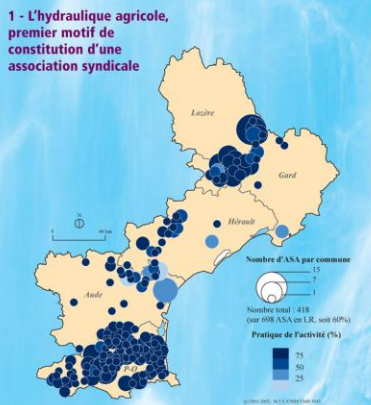 1 - L'hydraulique agricole,
premier motif de
constitution d'une
association syndicale
Lozère
Gard
Hérault
N
0 40 km
Aude
P-O
Nombre d'ASA par commune
15
7
1
Nombre total : 418
(sur 698 ASA en LR, soit 60%)
Pratique de l'activité (%)
75
50
25